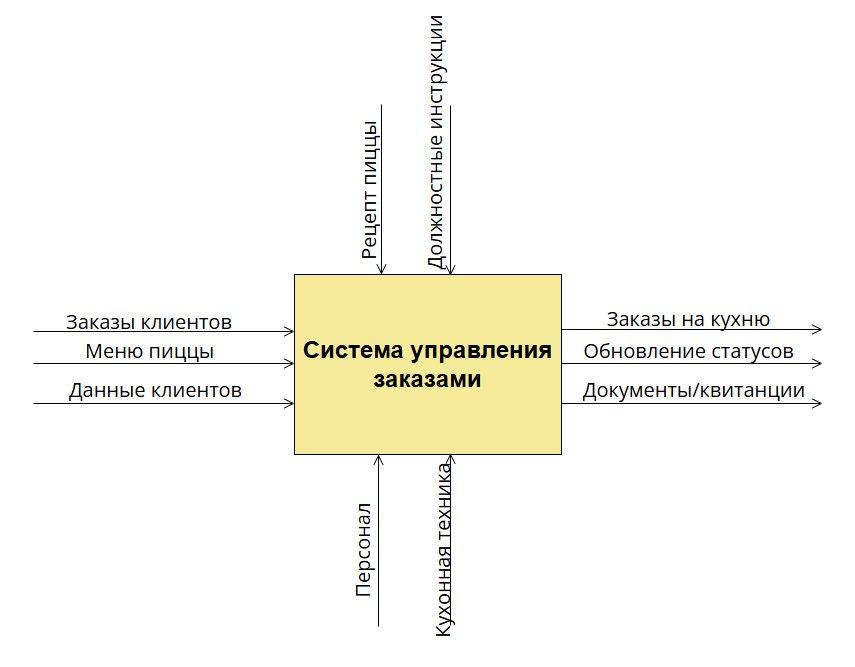 Рецепт пиццы
Должностные инструкции
Заказы клиентов
Меню пиццы
Данные клиентов
Система управления
заказами
Заказы на кухню
Обновление статусов
Документы/квитанции
Персонал
Кухонная техника